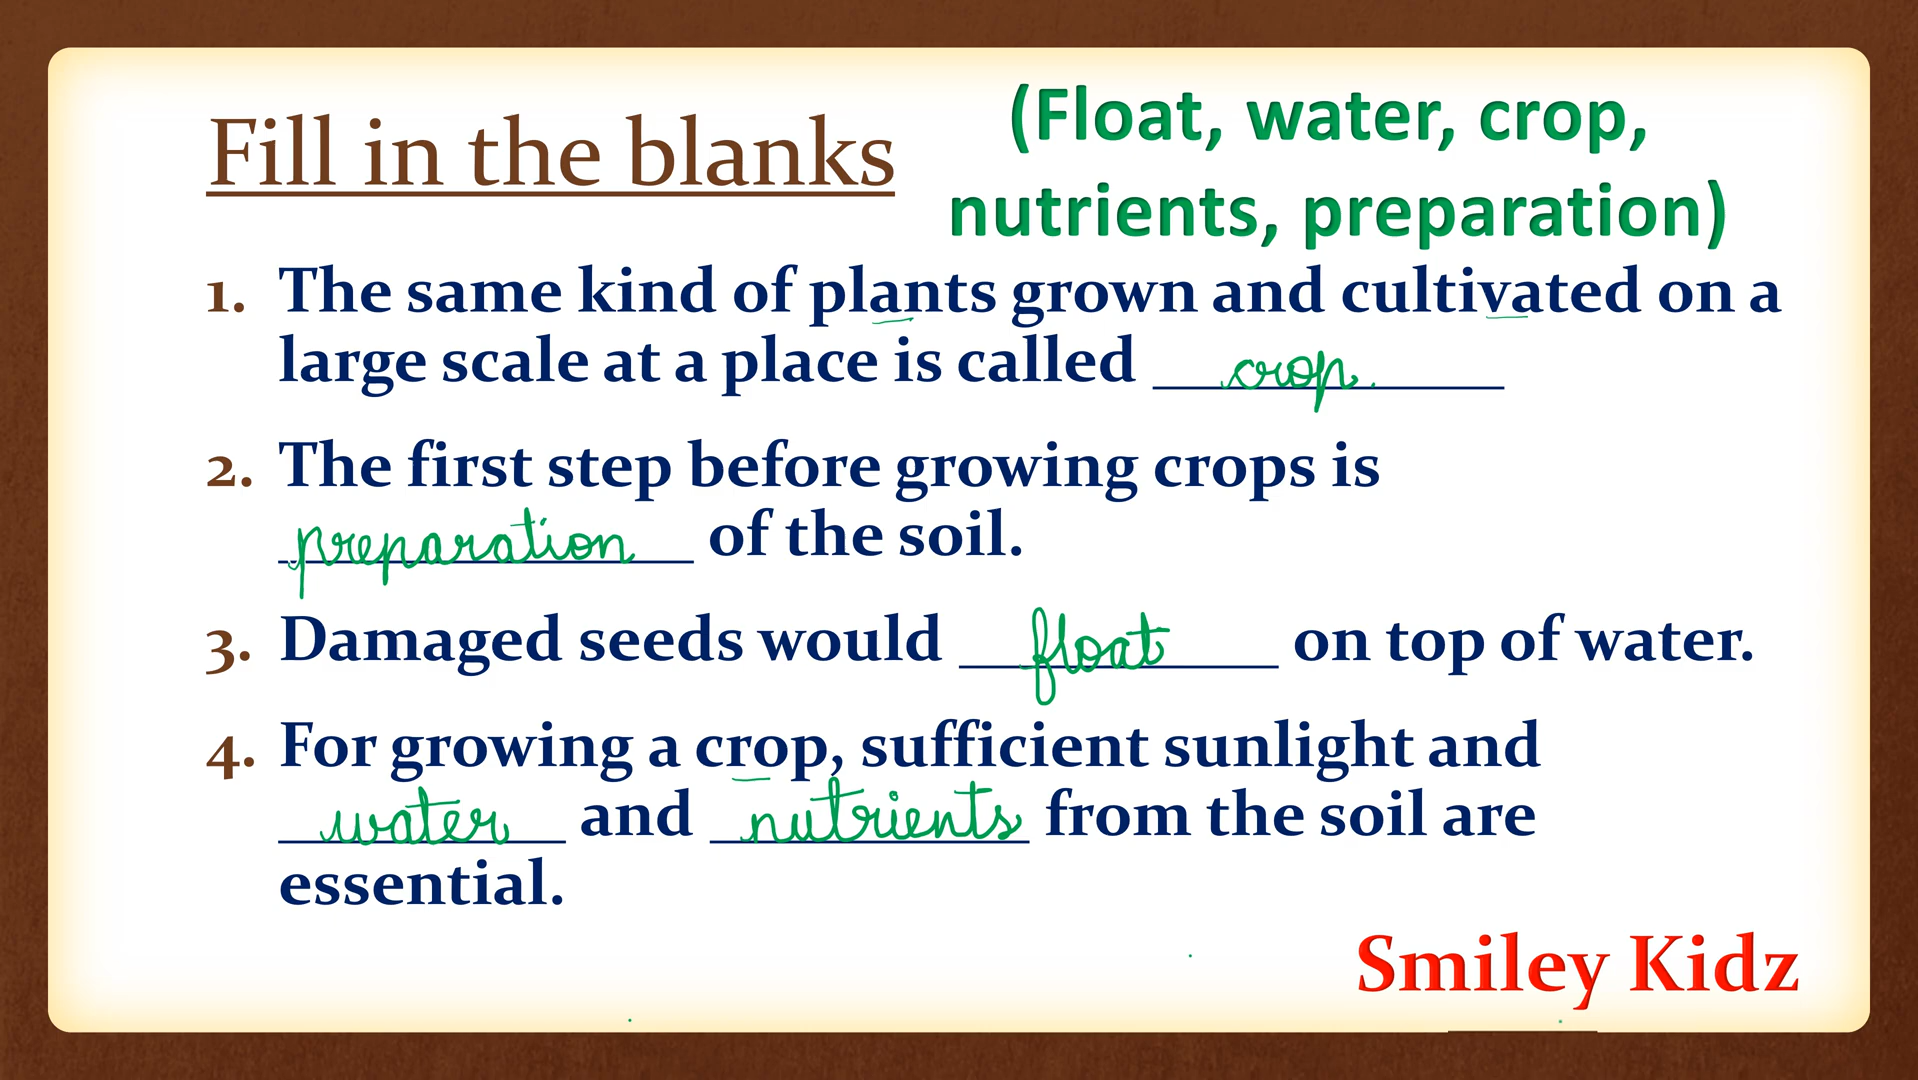 Fill in the blanks
(Float, water, crop,
nutrients, preparation)
1. The same kind of plants grown and cultivated on a
large scale at a place is called crop.
2. The first step before growing crops is
preparation of the soil.
3. Damaged seeds would float on top of water.
4. For growing a crop, sufficient sunlight and
water and nutrients from the soil are
essential.
Smiley Kidz